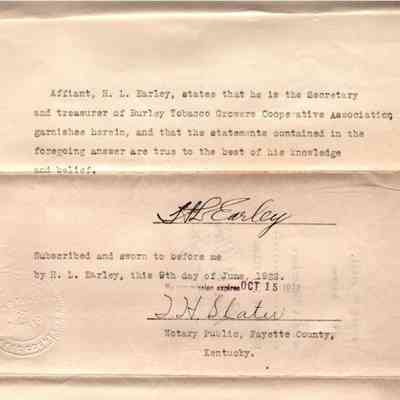 Affiant, H. L. Earley, states that he is the Secretary
and treasurer of Burley Tobacco Growers Cooperative Association
garnishee herein, and that the statements contained in the
foregoing answer are true to the best of his knowledge
and belief.
H L Earley
Subscribed and sworn to before me
by H. L. Earley, this 9th day of June, 1923.
commission expires OCT 15
J H Slater
Notary Public, Fayette County,
Kentucky.